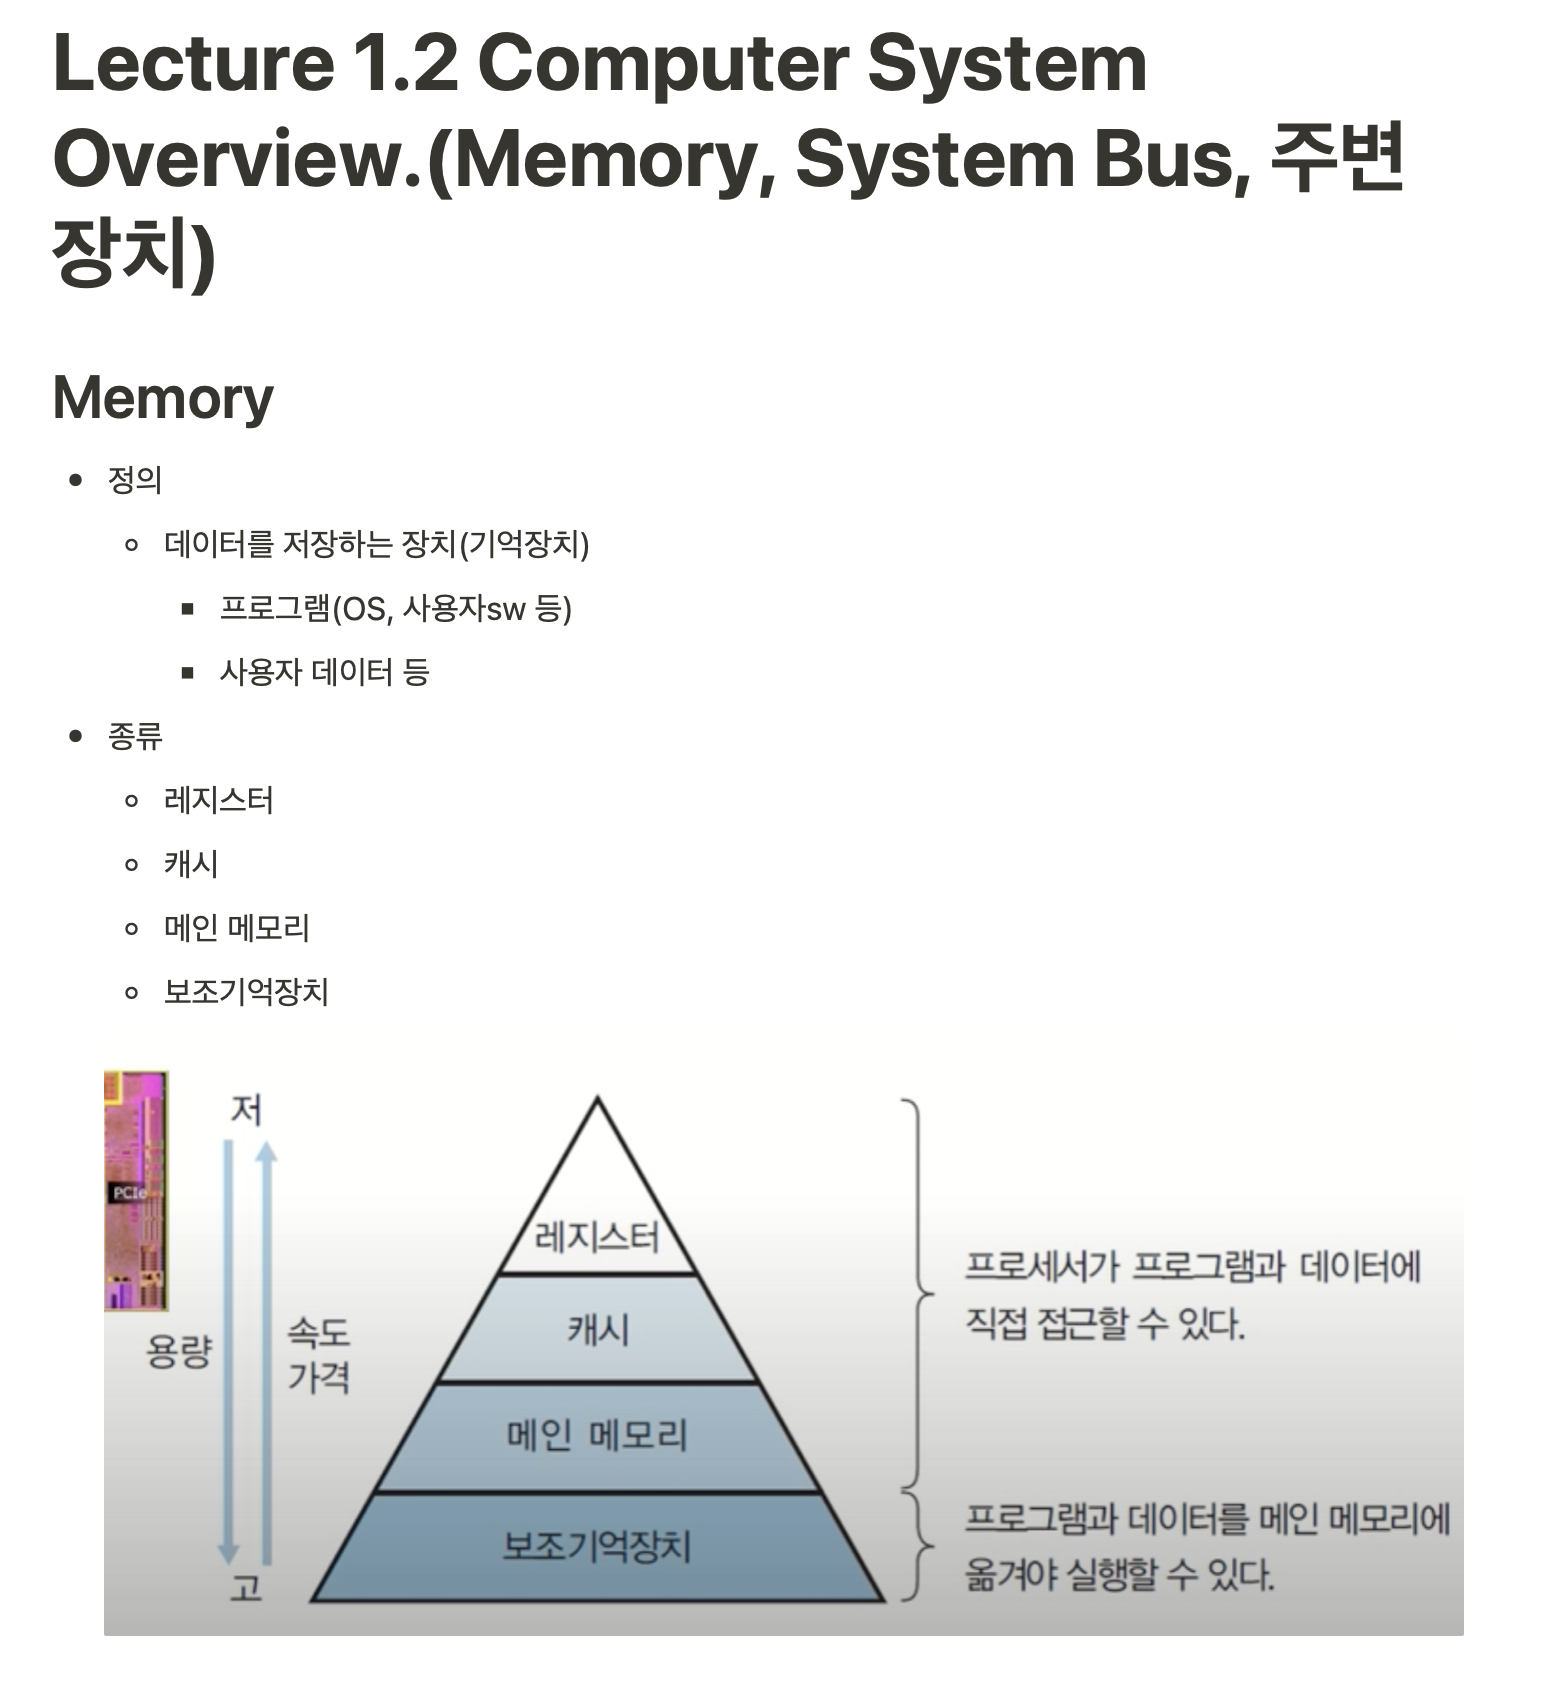 Lecture 1.2 Computer System
Overview.(Memory, System Bus, 주변
장치)
Memory
정의
데이터를 저장하는 장치(기억장치)
프로그램(OS, 사용자sw 등)
사용자 데이터 등
종류
레지스터
캐시
메인 메모리
보조기억장치
PCIe
저
용량
속도
가격
고
레지스터
캐시
메인 메모리
보조기억장치
프로세서가 프로그램과 데이터에
직접 접근할 수 있다.
프로그램과 데이터를 메인 메모리에
옮겨야 실행할 수 있다.